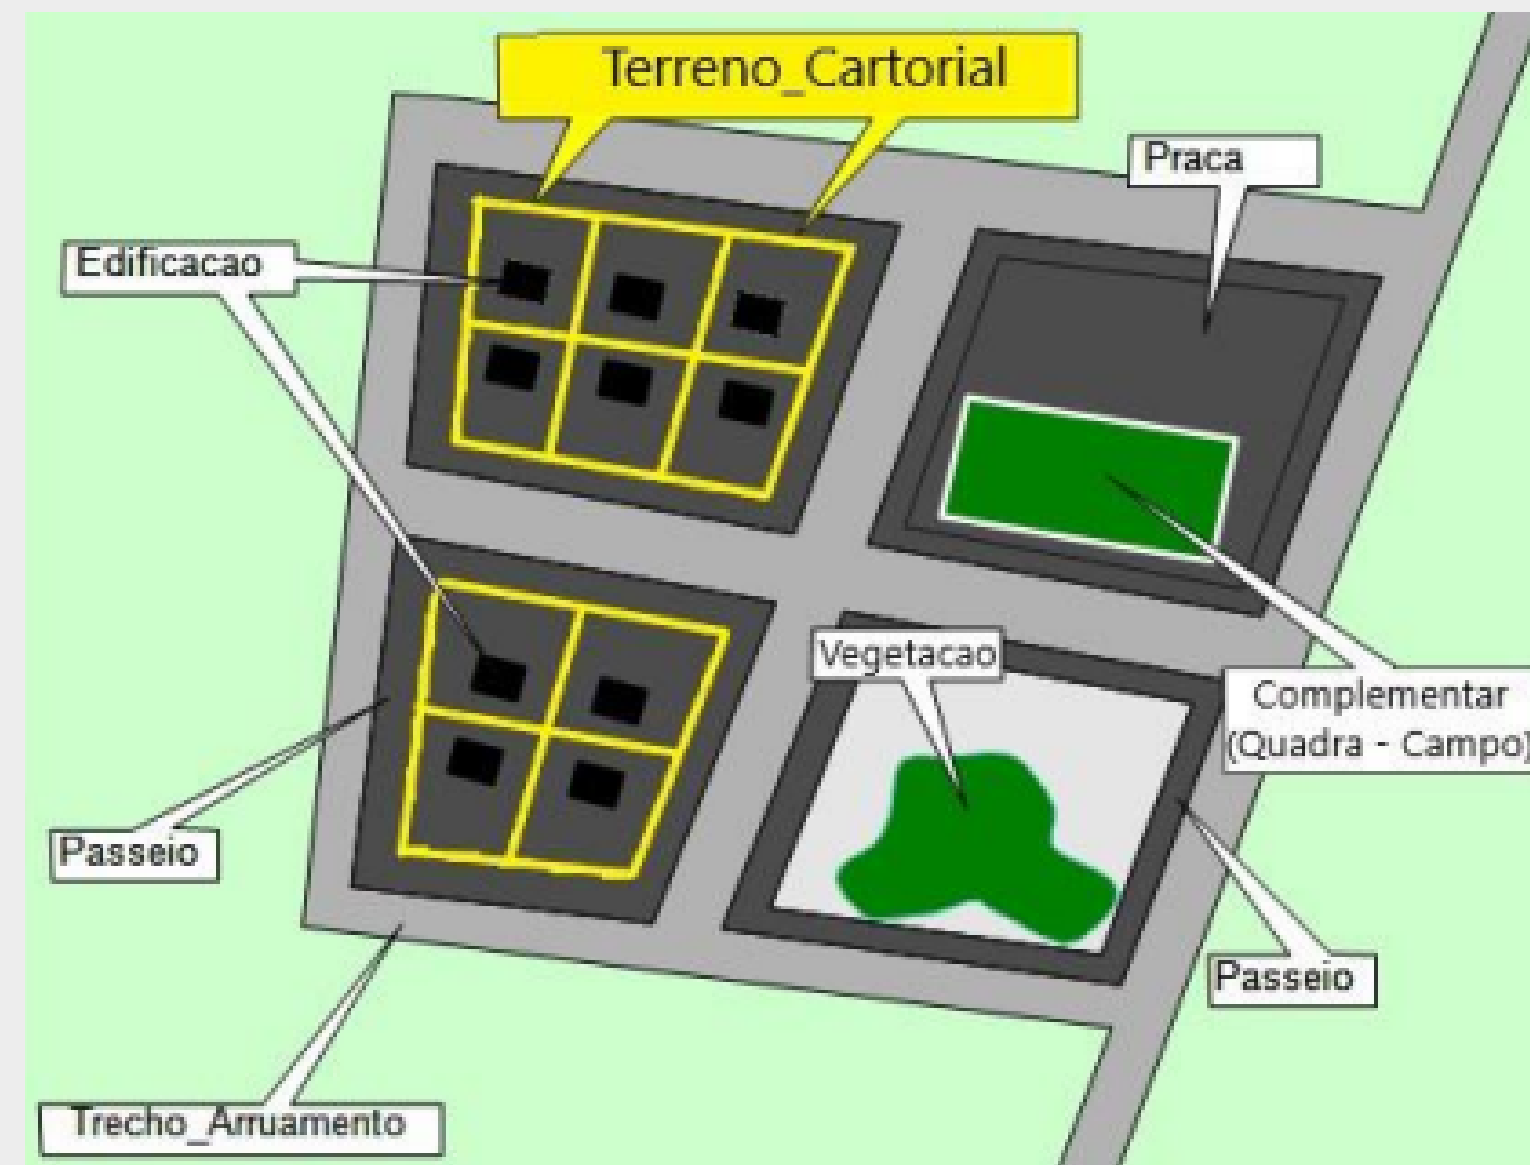 Terreno_Cartorial
Praca
Edificacao
Vegetacao
Complementar
(Quadra - Campo)
Passeio
Passeio
Trecho_Arruamento